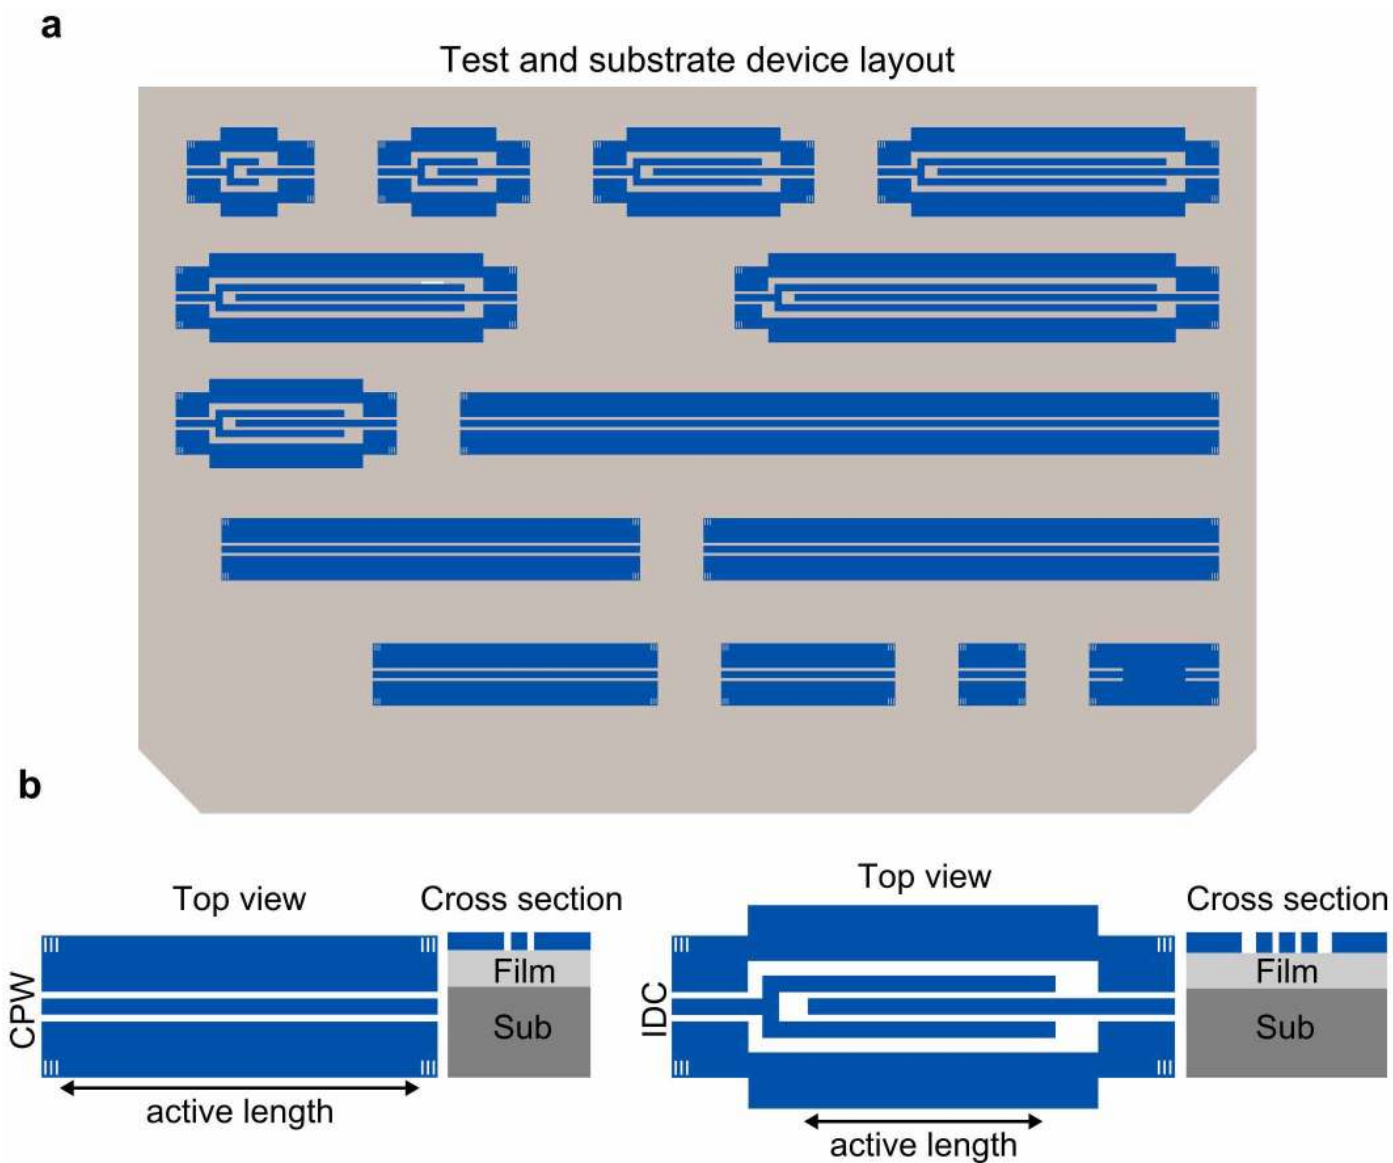 a
Test and substrate device layout
b
Top view
Cross section
CPW
Film
Sub
active length
Top view
Cross section
IDC
Film
Sub
active length